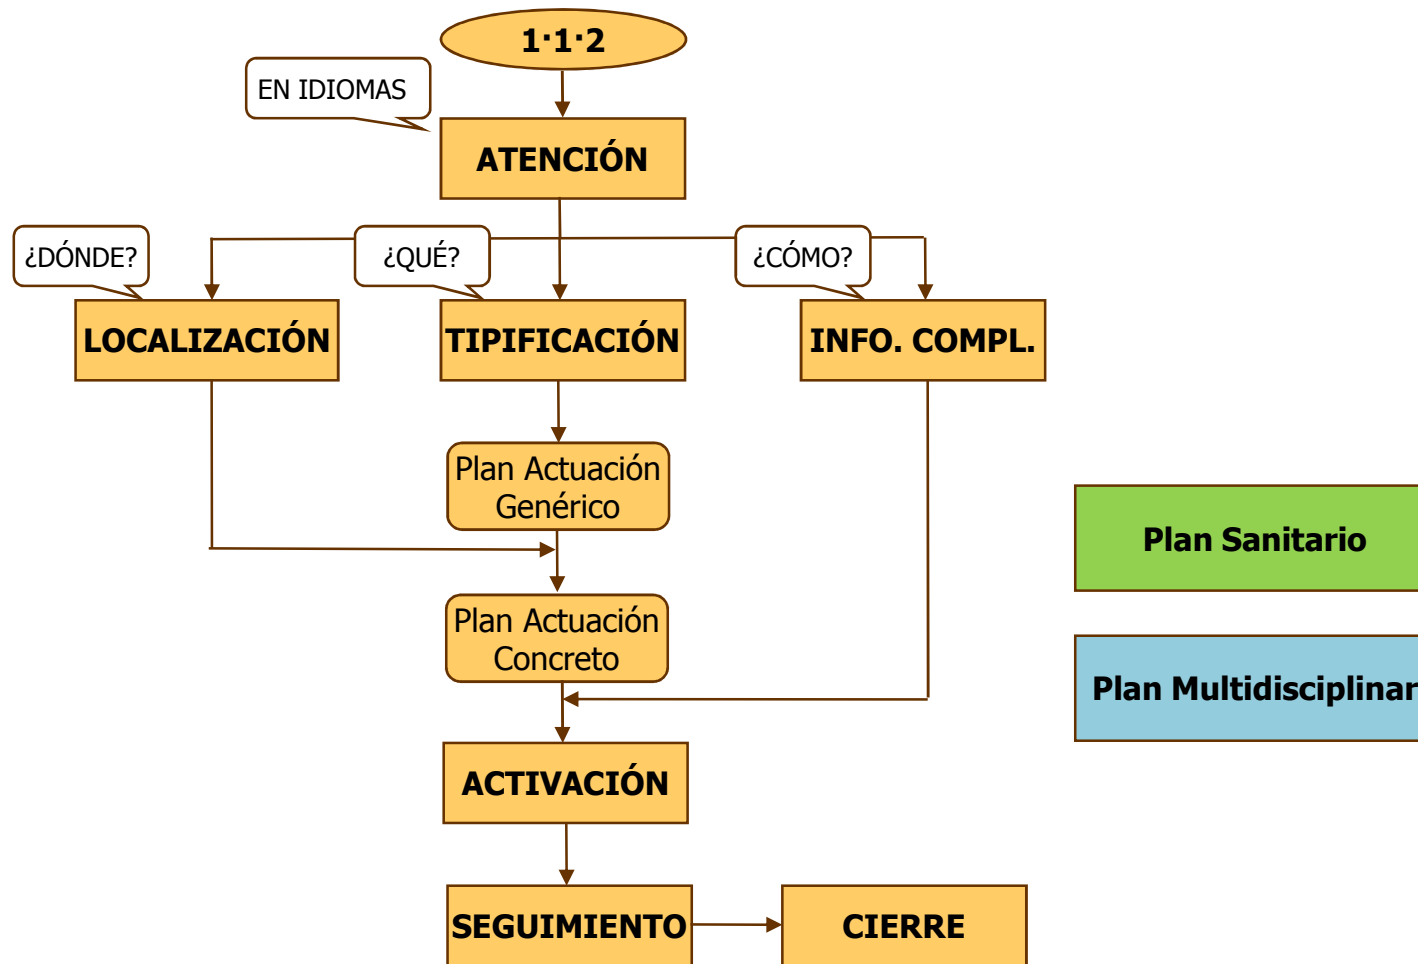 1·1·2
EN IDIOMAS
ATENCIÓN
¿DÓNDE?
¿QUÉ?
¿CÓMO?
LOCALIZACIÓN
TIPIFICACIÓN
INFO. COMPL.
Plan Actuación
Genérico
Plan Sanitario
Plan Actuación
Concreto
Plan Multidisciplinar
ACTIVACIÓN
SEGUIMIENTO
CIERRE